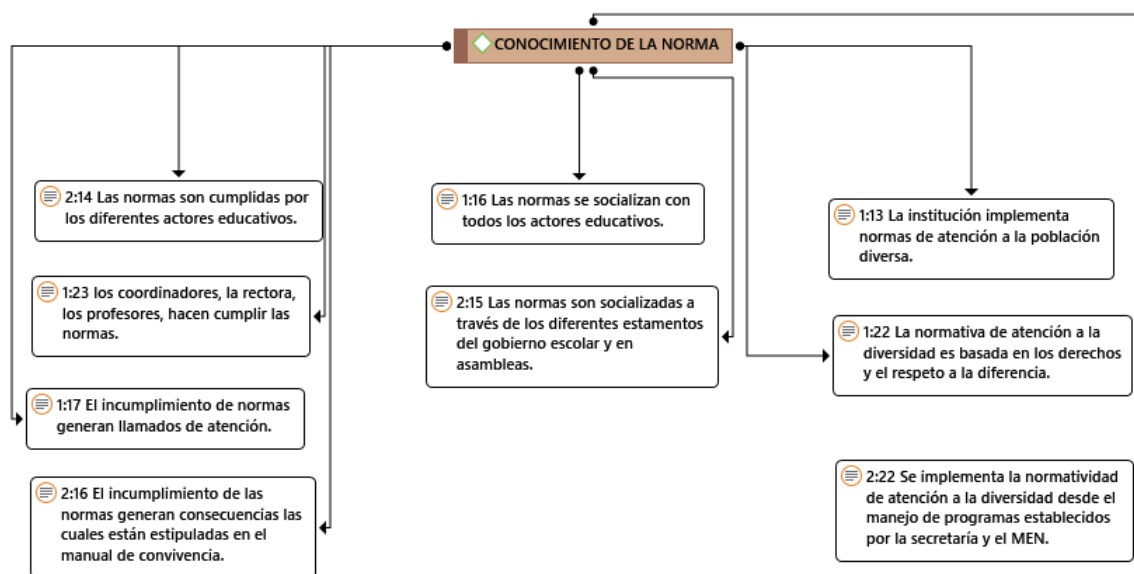 CONOCIMIENTO DE LA NORMA
2:14 Las normas son cumplidas por
los diferentes actores educativos.
1:23 los coordinadores, la rectora,
los profesores, hacen cumplir las
normas.
1:17 El incumplimiento de normas
generan llamados de atención.
2:16 El incumplimiento de las
normas generan consecuencias las
cuales están estipuladas en el
manual de convivencia.
1:16 Las normas se socializan con
todos los actores educativos.
2:15 Las normas son socializadas a
través de los diferentes estamentos
del gobierno escolar y en
asambleas.
1:13 La institución implementa
normas de atención a la población
diversa.
1:22 La normativa de atención a la
diversidad es basada en los derechos
y el respeto a la diferencia.
2:22 Se implementa la normatividad
de atención a la diversidad desde el
manejo de programas establecidos
por la secretaría y el MEN.